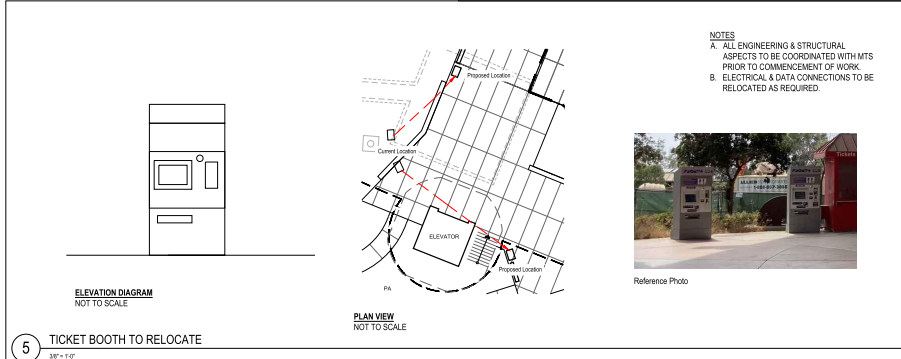 NOTES
A. ALL ENGINEERING & STRUCTURAL
ASPECTS TO BE COORDINATED WITH MTS
PRIOR TO COMMENCEMENT OF WORK.
B. ELECTRICAL & DATA CONNECTIONS TO BE
RELOCATED AS REQUIRED.
Proposed Location
Current Location
ELEVATOR
Proposed Location
PA
Tickets
Reference Photo
ELEVATION DIAGRAM
NOT TO SCALE
PLAN VIEW
NOT TO SCALE
5
TICKET BOOTH TO RELOCATE
3/8" = 1'-0"